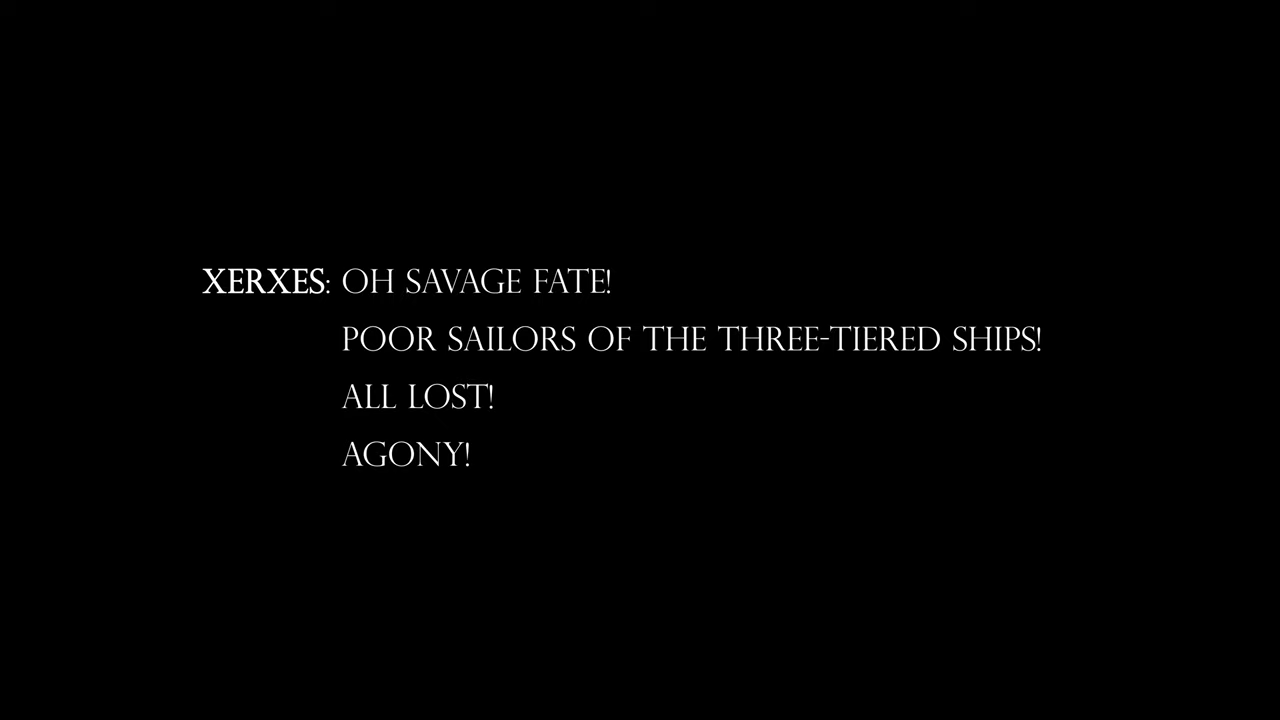 XERXES: OH SAVAGE FATE!
POOR SAILORS OF THE THREE-TIERED SHIPS!
ALL LOST!
AGONY!